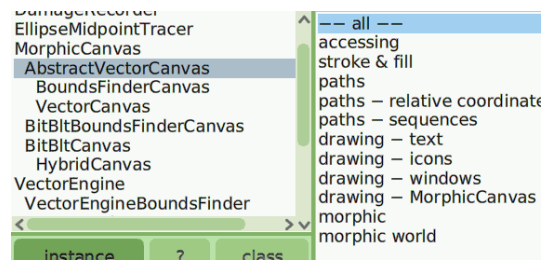 DamageRecorder
EllipseMidpointTracer
MorphicCanvas
AbstractVectorCanvas
BoundsFinderCanvas
VectorCanvas
BitBltBoundsFinderCanvas
BitBltCanvas
HybridCanvas
VectorEngine
VectorEngineBoundsFinder
instance ? class
-- all --
accessing
stroke & fill
paths
paths - relative coordinate
paths - sequences
drawing - text
drawing - icons
drawing - windows
drawing - MorphicCanvas
morphic
morphic world